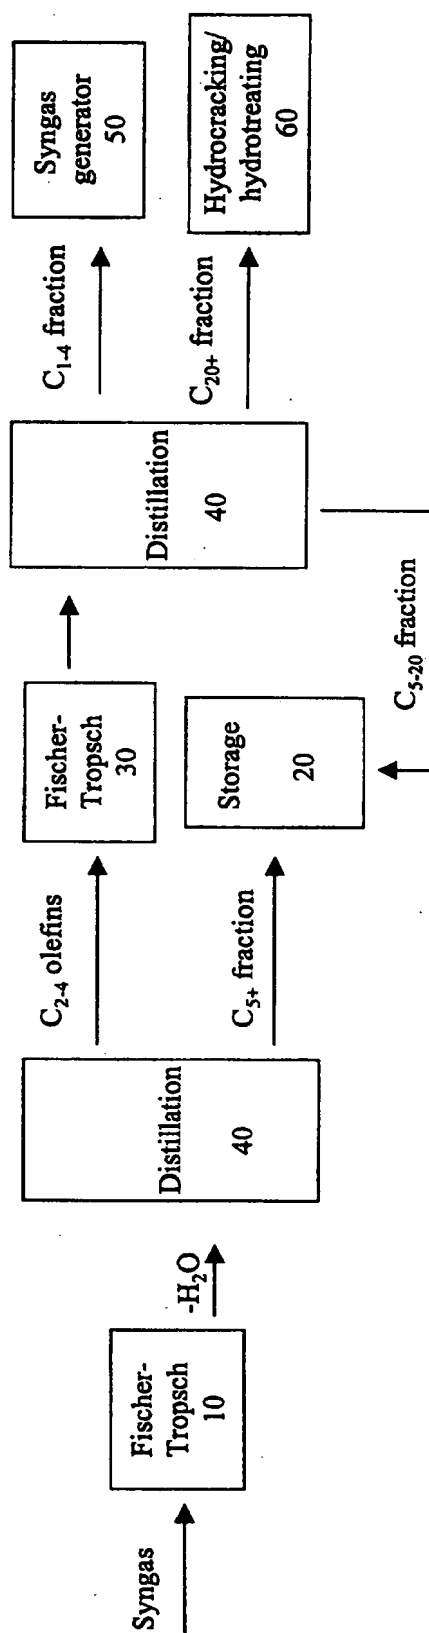 Syngas
Fischer-
Tropsch
10
-H₂O
Distillation
40
C₂₋₄ olefins
C₅₊ fraction
Fischer-
Tropsch
30
Storage
20
Distillation
40
C₁₋₄ fraction
C₂₀₊ fraction
C₅₋₂₀ fraction
Syngas
generator
50
Hydrocracking/
hydrotreating
60